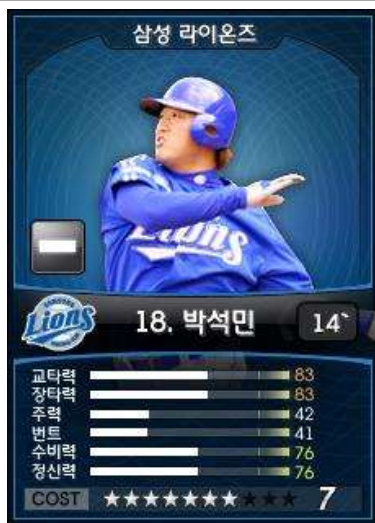 삼성 라이온즈
Lions
SAMSUNG
Lions
18. 박석민
14`
교타력 83
장타력 83
주력 42
번트 41
수비력 76
정신력 76
COST ★★★★★★★★★★ 7